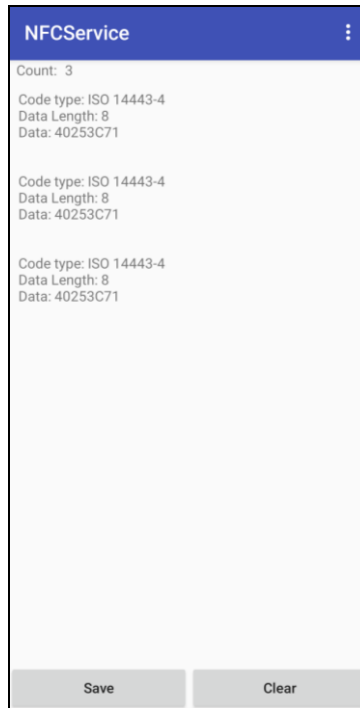 NFCService
Count: 3
Code type: ISO 14443-4
Data Length: 8
Data: 40253C71
Code type: ISO 14443-4
Data Length: 8
Data: 40253C71
Code type: ISO 14443-4
Data Length: 8
Data: 40253C71
Save
Clear